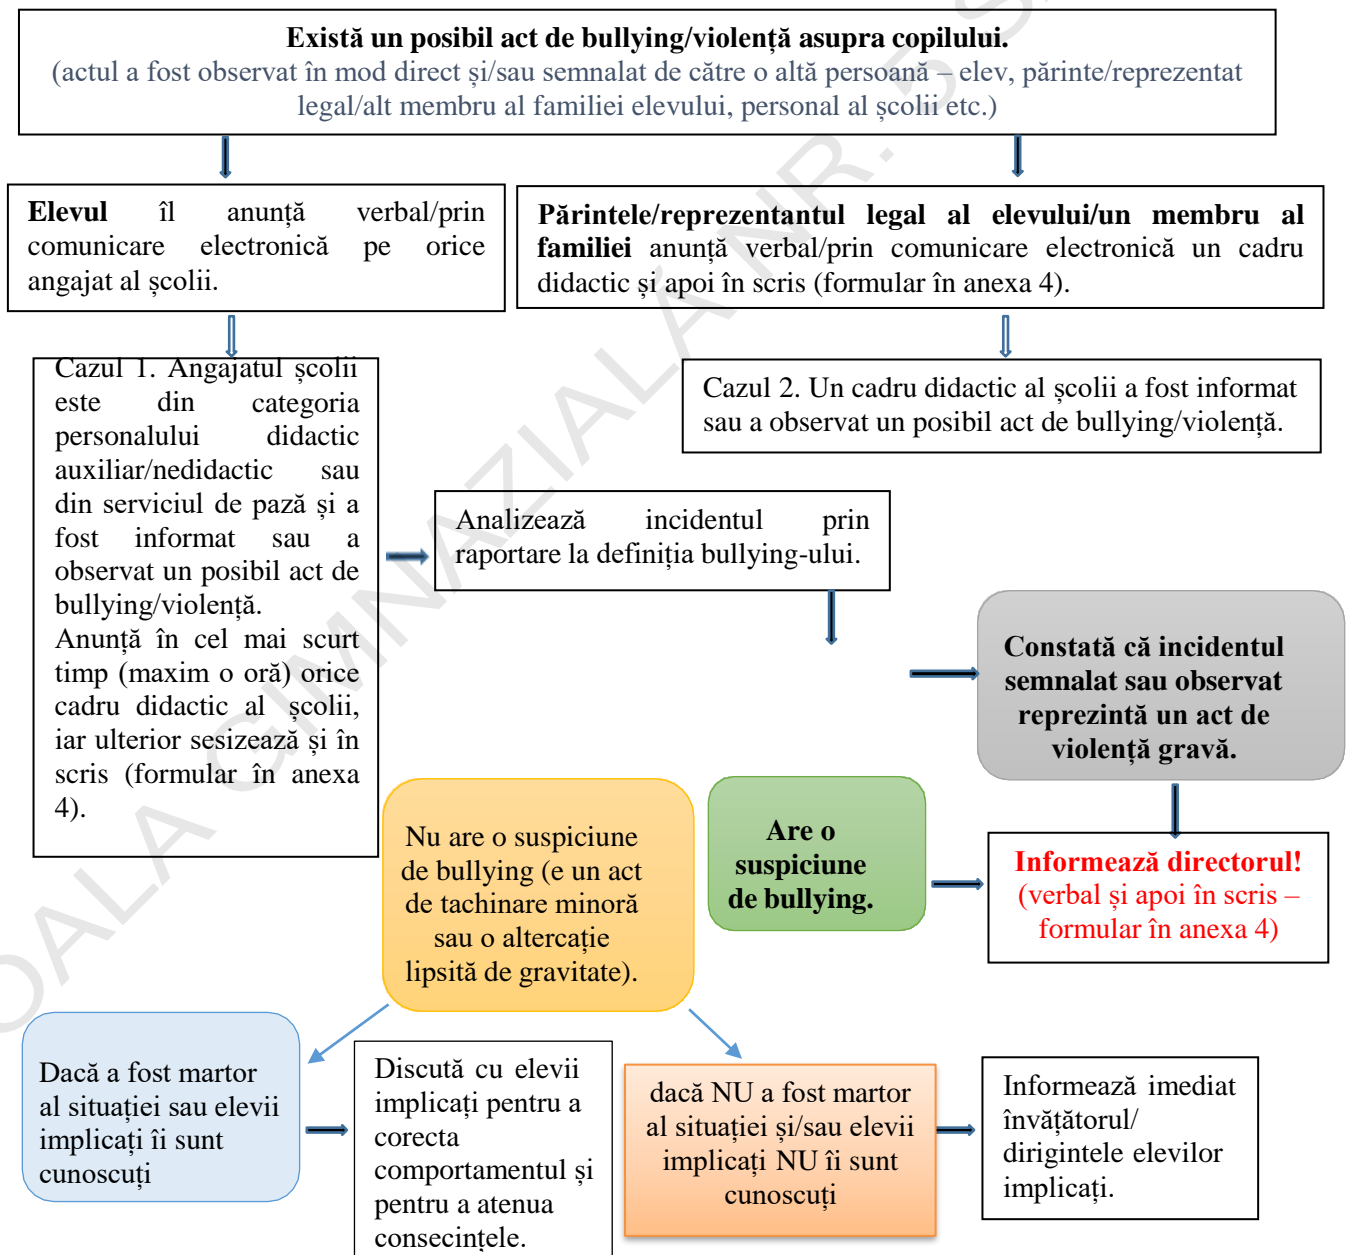 Există un posibil act de bullying/violență asupra copilului.
(actul a fost observat în mod direct și/sau semnalat de către o altă persoană – elev, părinte/reprezentat
legal/alt membru al familiei elevului, personal al școlii etc.)
Elevul îl anunță verbal/prin
comunicare electronică pe orice
angajat al școlii.
Părintele/reprezentantul legal al elevului/un membru al
familiei anunță verbal/prin comunicare electronică un cadru
didactic și apoi în scris (formular în anexa 4).
Cazul 1. Angajatul școlii
este din categoria
personalului didactic
auxiliar/nedidactic sau
din serviciul de pază și a
fost informat sau a
observat un posibil act de
bullying/violență.
Anunță în cel mai scurt
timp (maxim o oră) orice
cadru didactic al școlii,
iar ulterior sesizează și în
scris (formular în anexa
4).
Cazul 2. Un cadru didactic al școlii a fost informat
sau a observat un posibil act de bullying/violență.
Analizează incidentul prin
raportare la definiția bullying-ului.
Constată că incidentul
semnalat sau observat
reprezintă un act de
violență gravă.
Nu are o suspiciune
de bullying (e un act
de tachinare minoră
sau o altercație
lipsită de gravitate).
Are o
suspiciune
de bullying.
Informează directorul!
(verbal și apoi în scris –
formular în anexa 4)
Dacă a fost martor
al situației sau elevii
implicați îi sunt
cunoscuți
Discută cu elevii
implicați pentru a
corecta
comportamentul și
pentru a atenua
consecințele.
dacă NU a fost martor
al situației și/sau elevii
implicați NU îi sunt
cunoscuți
Informează imediat
învățătorul/
dirigintele elevilor
implicați.
OALA GIMNAZIALĂ NR. 5 S